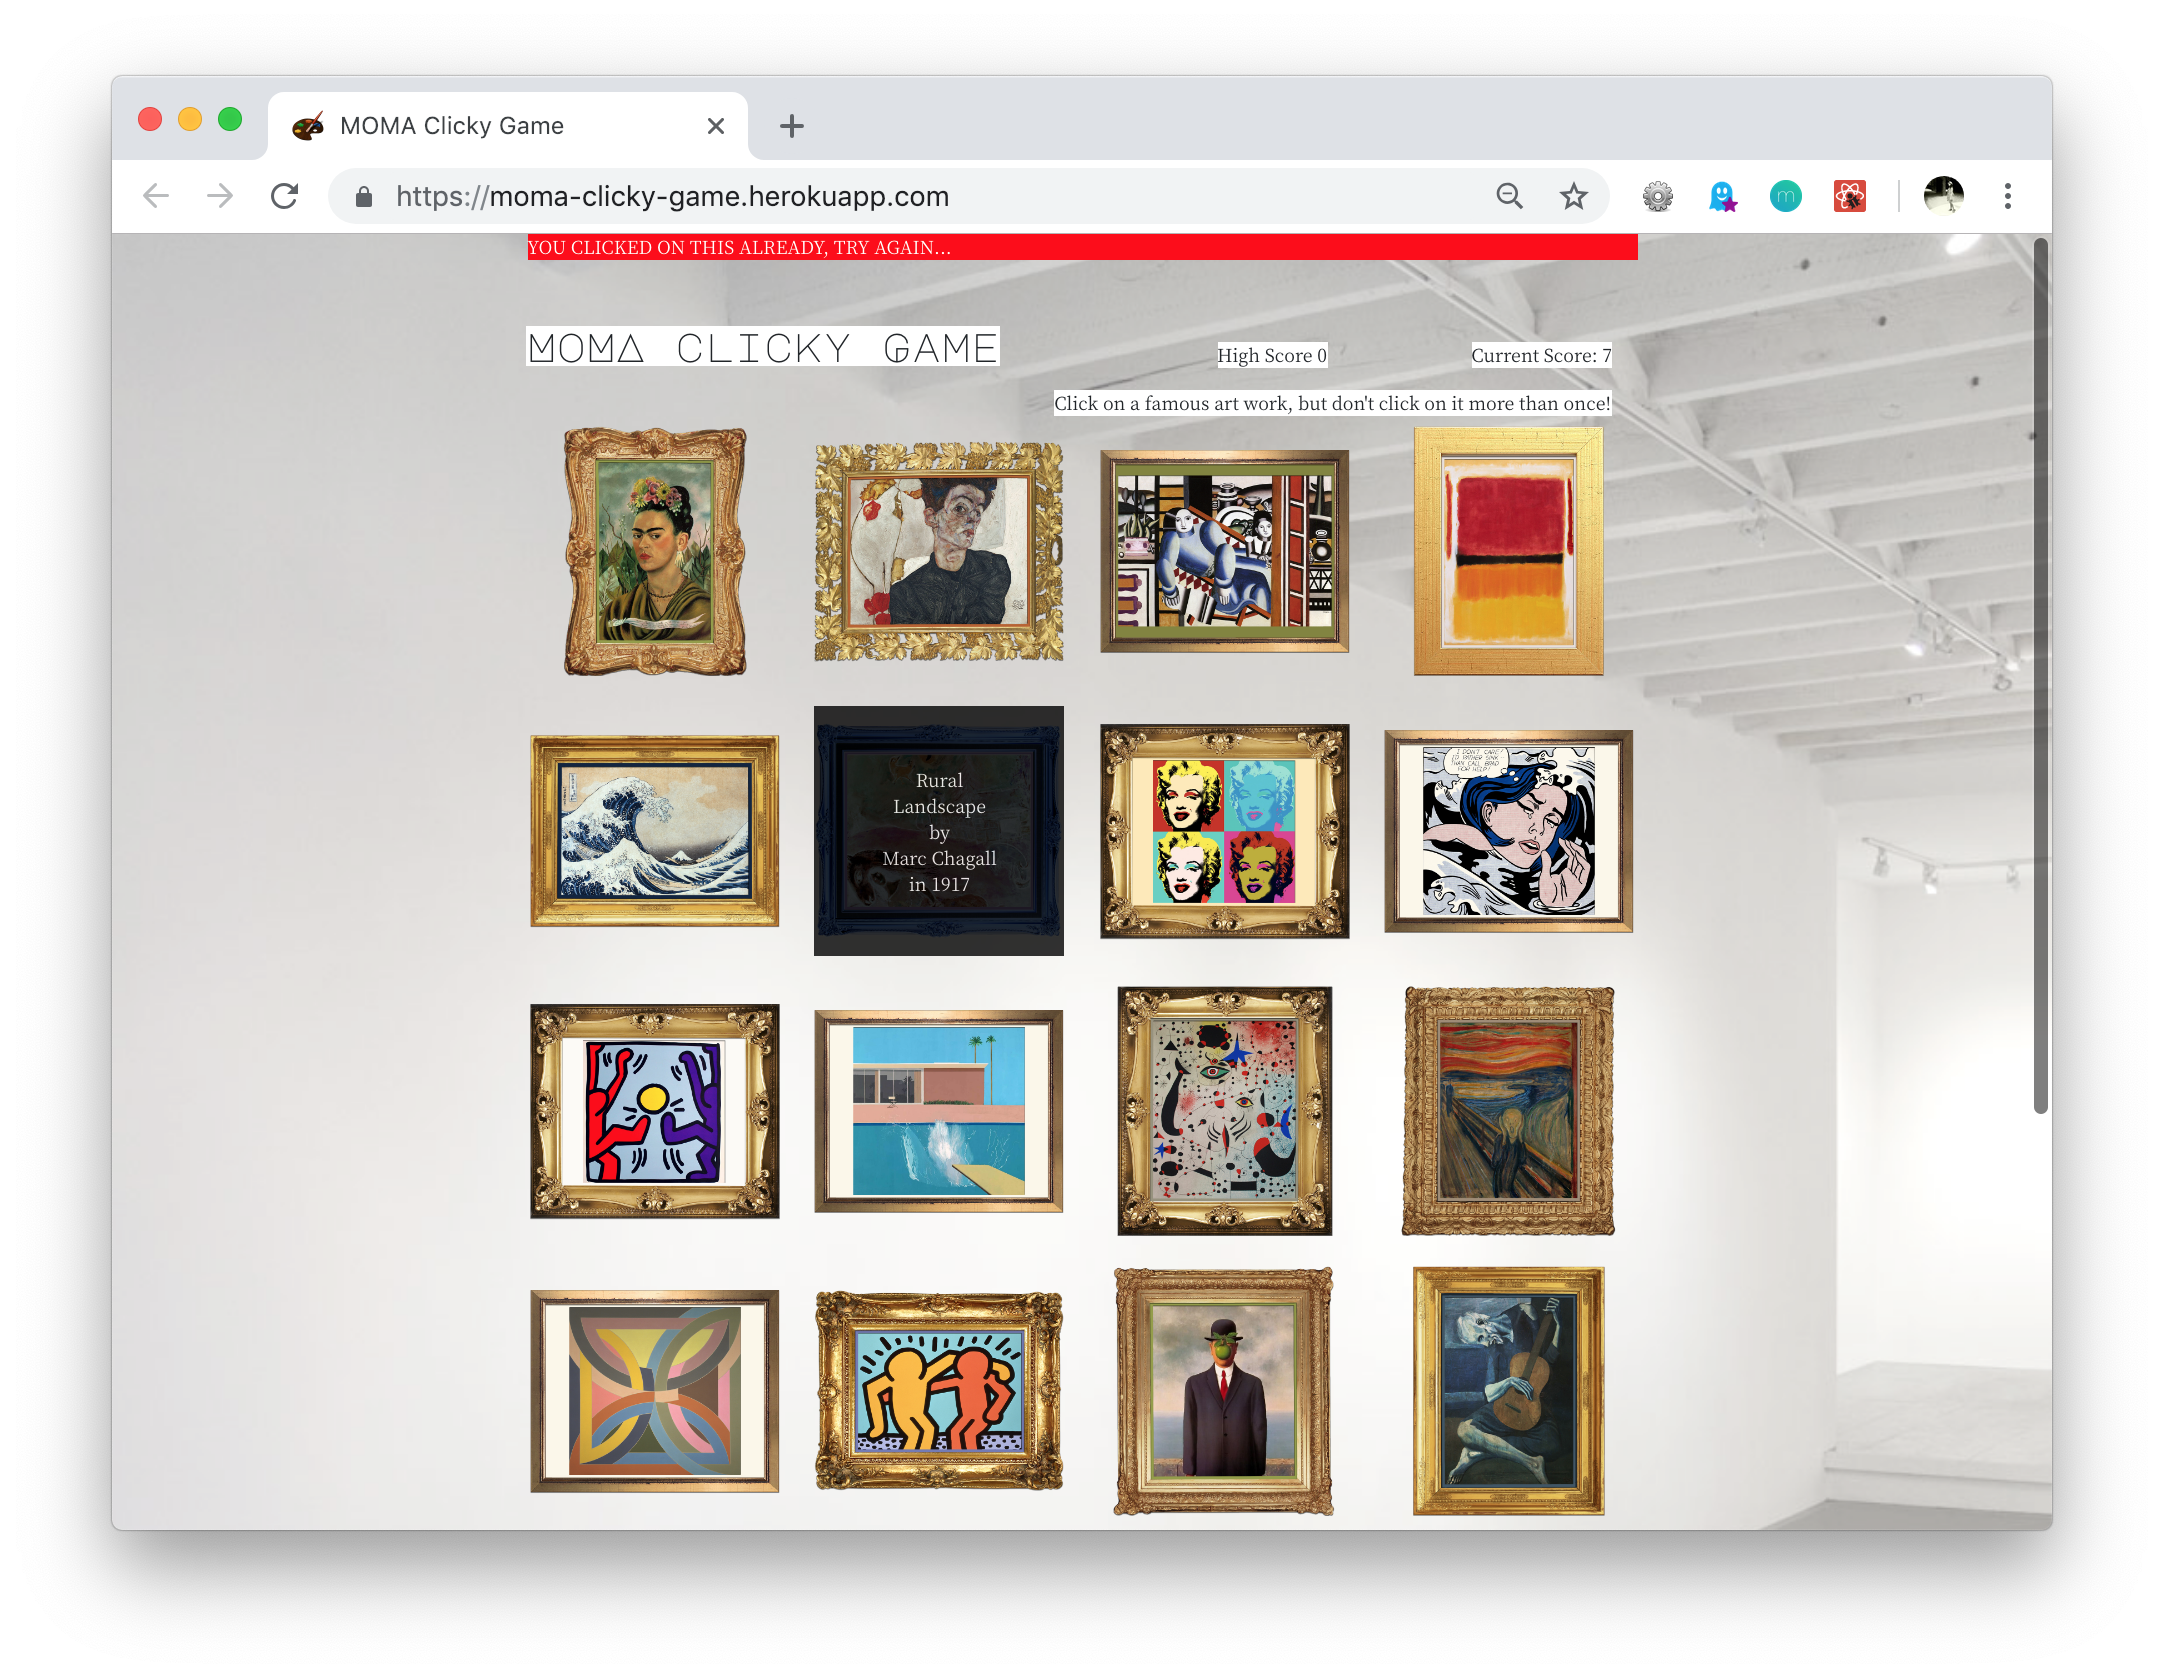 MOMA Clicky Game
https://moma-clicky-game.herokuapp.com
m
YOU CLICKED ON THIS ALREADY, TRY AGAIN...
MOMA CLICKY GAME
High Score 0
Current Score: 7
Click on a famous art work, but don't click on it more than once!
I DON'T CARE!
I'D RATHER SINK --
THAN CALL BRAD
FOR HELP!
Rural
Landscape
by
Marc Chagall
in 1917